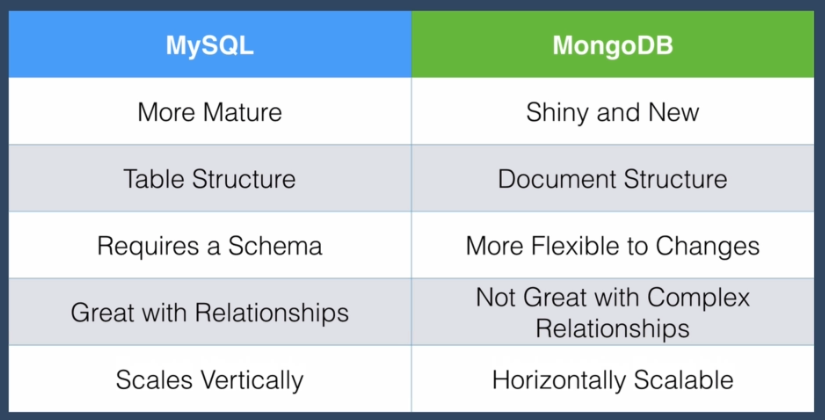 MySQL MongoDB
More Mature Shiny and New
Table Structure Document Structure
Requires a Schema More Flexible to Changes
Great with Relationships Not Great with Complex
Relationships
Scales Vertically Horizontally Scalable